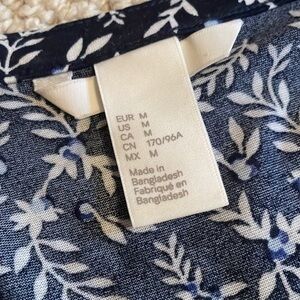 EUR M
US M
CA M
CN 170/96A
MX M
Made in
Bangladesh
Fabriqué en
Bangladesh